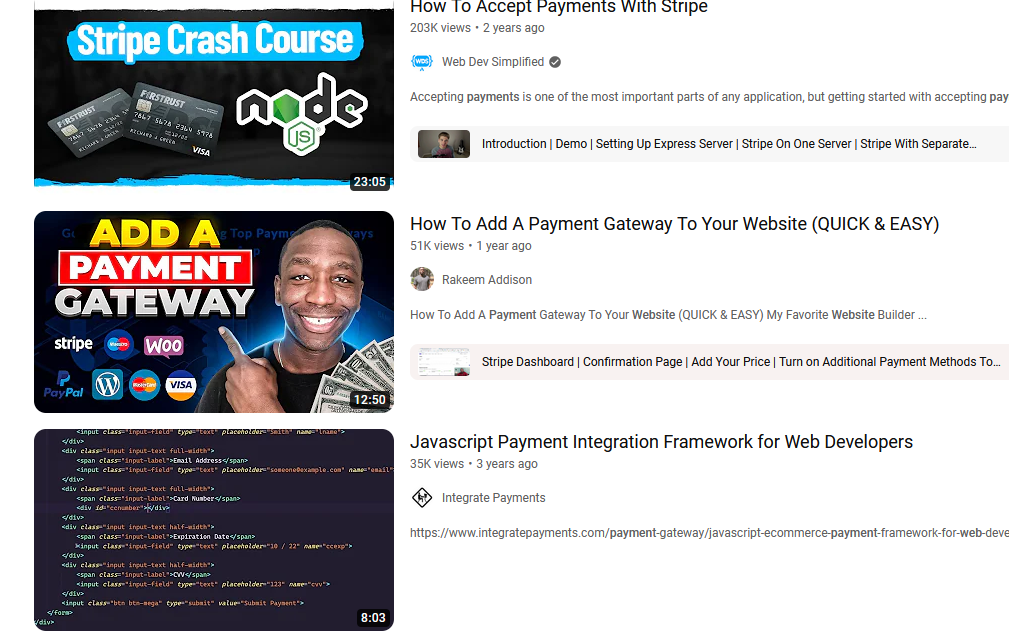 How To Accept Payments With Stripe
203K views • 2 years ago
Web Dev Simplified
Accepting payments is one of the most important parts of any application, but getting started with accepting pay
Introduction | Demo | Setting Up Express Server | Stripe On One Server | Stripe With Separate…
Stripe Crash Course
FIRSTRUST
FIRSTRUST
7867 5678 2364 5978
RICHARD J GREEN
VISA
node
JS
23:05
How To Add A Payment Gateway To Your Website (QUICK & EASY)
51K views • 1 year ago
Rakeem Addison
How To Add A Payment Gateway To Your Website (QUICK & EASY) My Favorite Website Builder ...
Stripe Dashboard | Confirmation Page | Add Your Price | Turn on Additional Payment Methods To…
ADD A
PAYMENT
GATEWAY
stripe
Maestro
WOO
PayPal
MasterCard
VISA
12:50
Javascript Payment Integration Framework for Web Developers
35K views • 3 years ago
Integrate Payments
https://www.integratepayments.com/payment-gateway/javascript-ecommerce-payment-framework-for-web-deve
<input class="input-field" type="text" placeholder="Smith" name="lname">
</div>
<div class="input input-text full-width">
<span class="input-label">Email Address</span>
<input class="input-field" type="text" placeholder="someone@example.com" name="email"
</div>
<div class="input input-text full-width">
<span class="input-label">Card Number</span>
<div id="ccnumber"></div>
</div>
<div class="input input-text half-width">
<span class="input-label">Expiration Date</span>
<input class="input-field" type="text" placeholder="10 / 22" name="ccexp">
</div>
<div class="input input-text half-width">
<span class="input-label">CVV</span>
<input class="input-field" type="text" placeholder="123" name="cvv">
</div>
<input class="btn btn-mega" type="submit" value="Submit Payment">
</form>
/div>
8:03